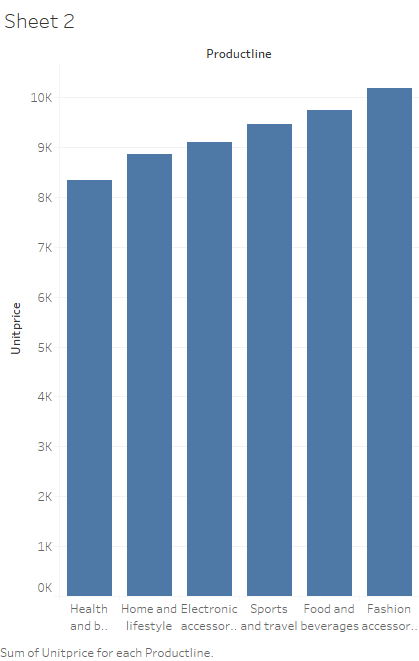 Sheet 2
Productline
10K
9K
8K
7K
6K
5K
4K
3K
2K
1K
0K
Unitprice
Health and b..
Home and lifestyle
Electronic accessor..
Sports and travel
Food and beverages
Fashion accessor..
Sum of Unitprice for each Productline.